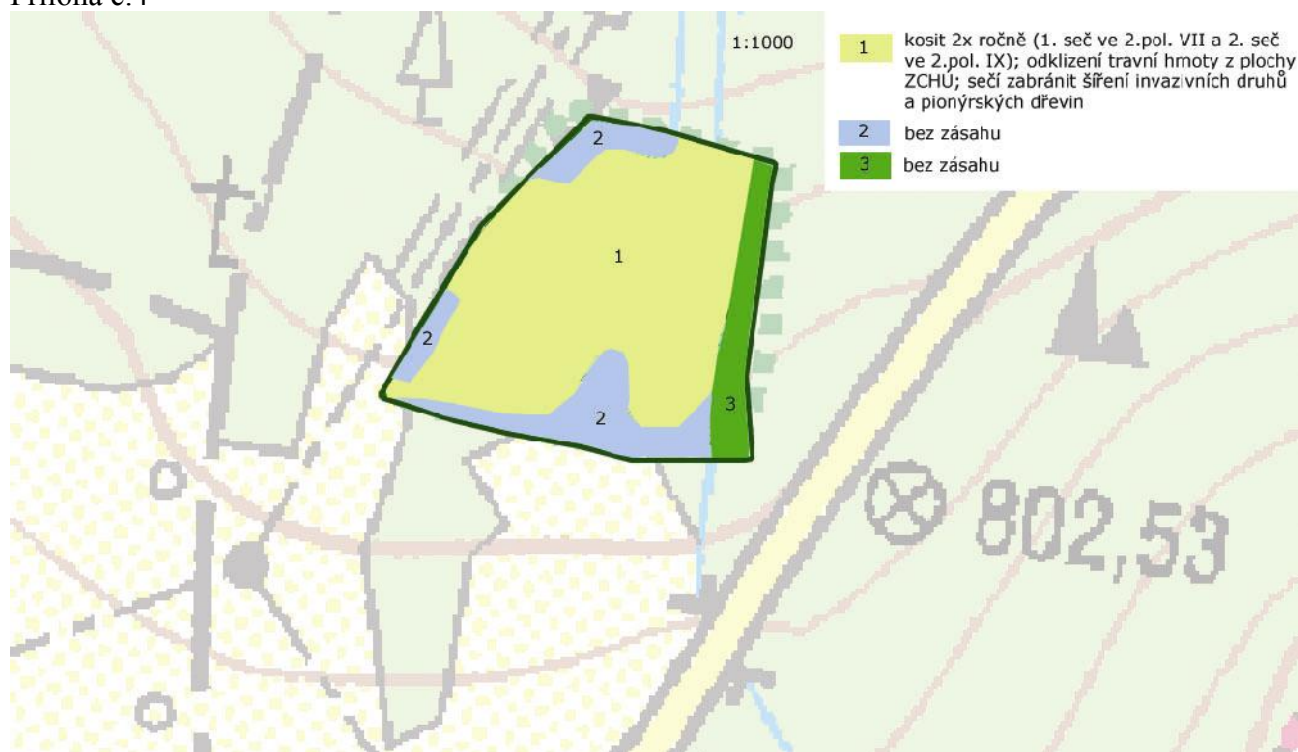 Příloha č.4
1:1000
1 kosit 2x ročně (1. seč ve 2.pol. VII a 2. seč
ve 2.pol. IX); odklizení travní hmoty z plochy
ZCHÚ; sečí zabránit šíření invazivních druhů
a pionýrských dřevin
2 bez zásahu
3 bez zásahu
2
1
2
2
3
802,53